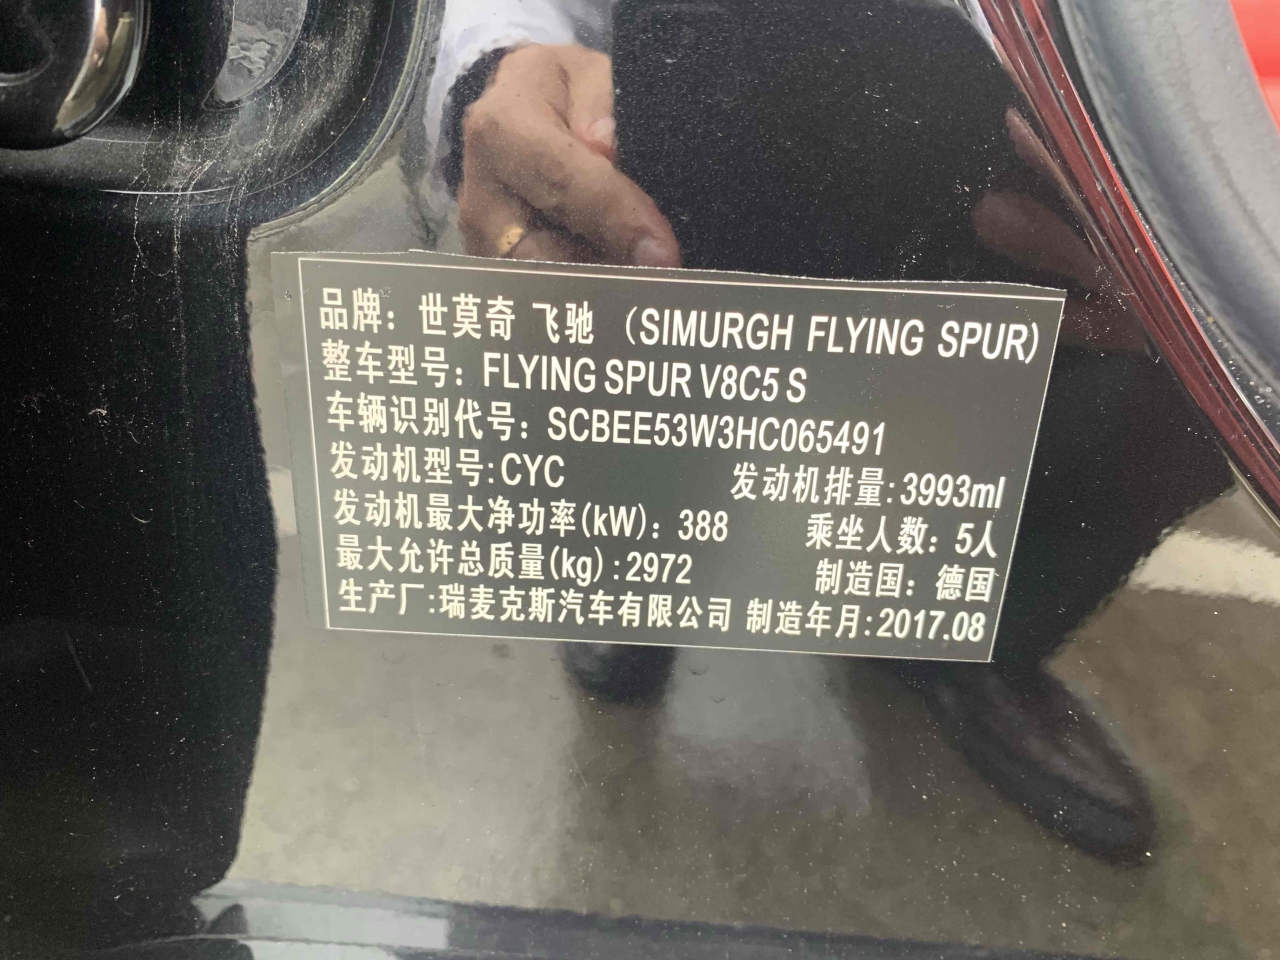 品牌：世莫奇 飞驰 （SIMURGH FLYING SPUR)
整车型号：FLYING SPUR V8C5 S
车辆识别代号：SCBEE53W3HC065491
发动机型号:CYC 发动机排量:3993ml
发动机最大净功率(kW)：388 乘坐人数：5人
最大允许总质量(kg):2972 制造国：德国
生产厂:瑞麦克斯汽车有限公司 制造年月:2017.08